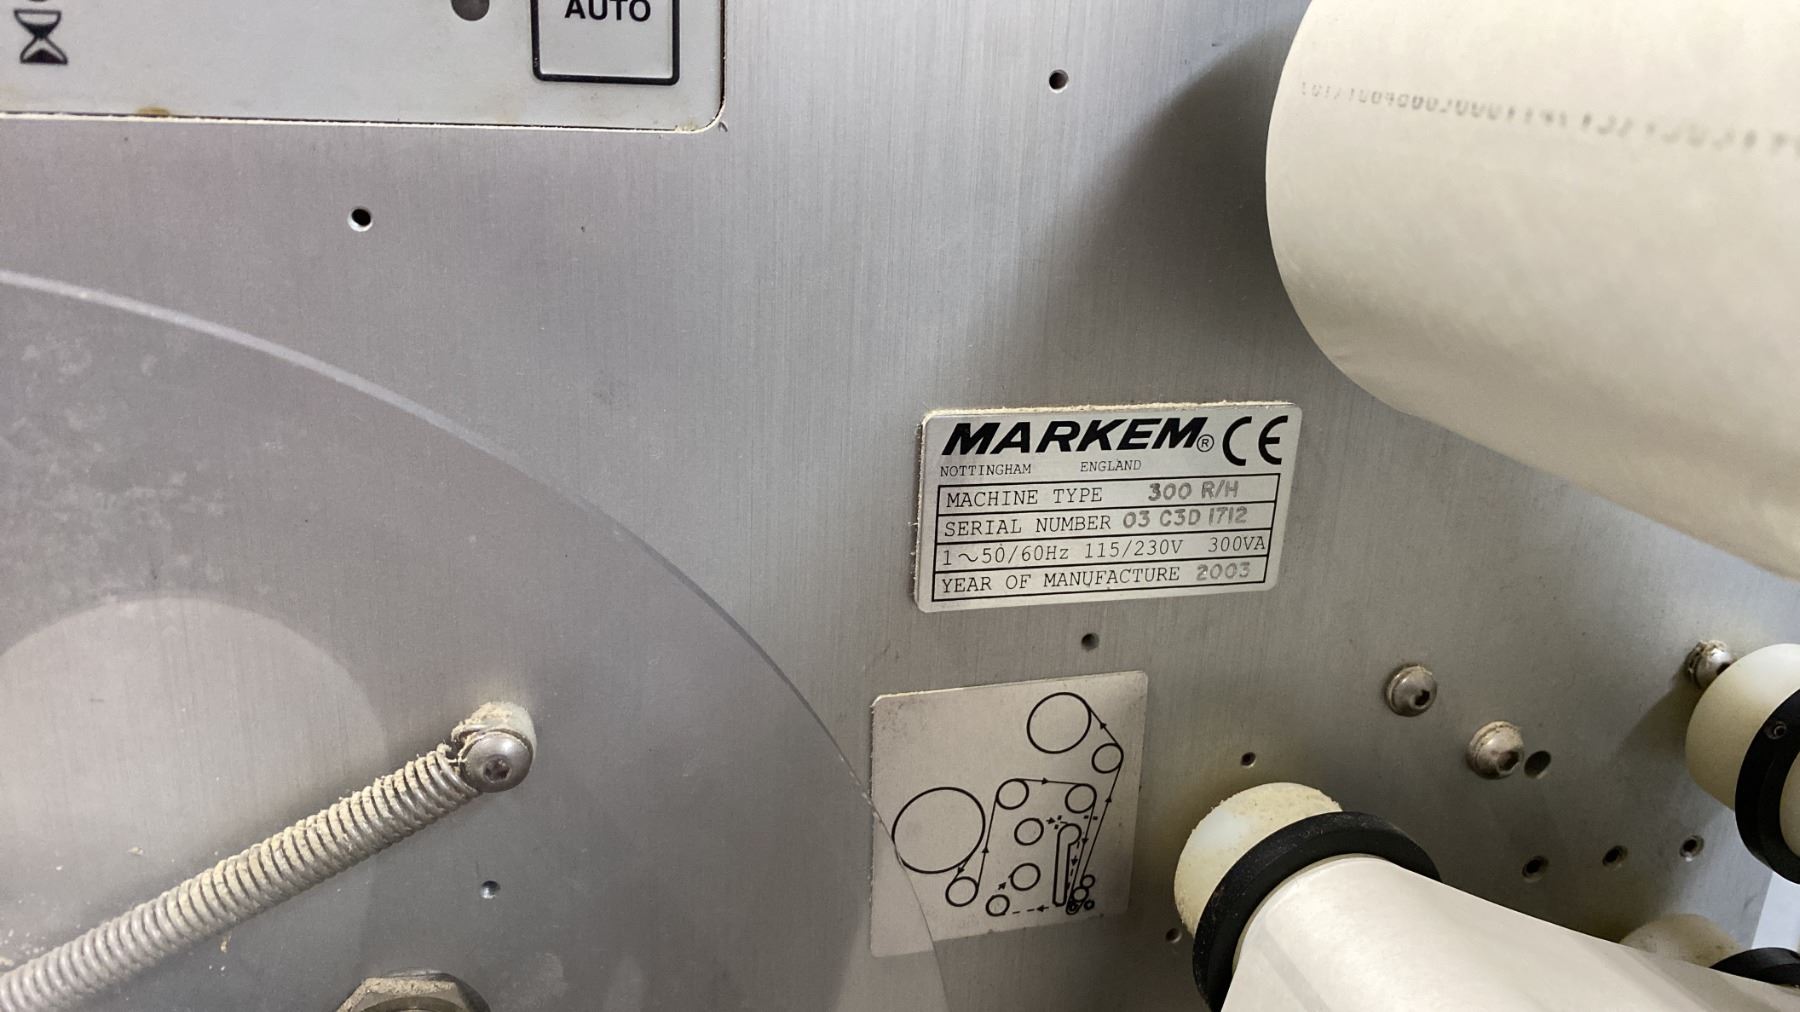 AUTO
MARKEM® CE
NOTTINGHAM ENGLAND
MACHINE TYPE 300 R/H
SERIAL NUMBER 03 C3D 1712
1~50/60Hz 115/230V 300VA
YEAR OF MANUFACTURE 2003